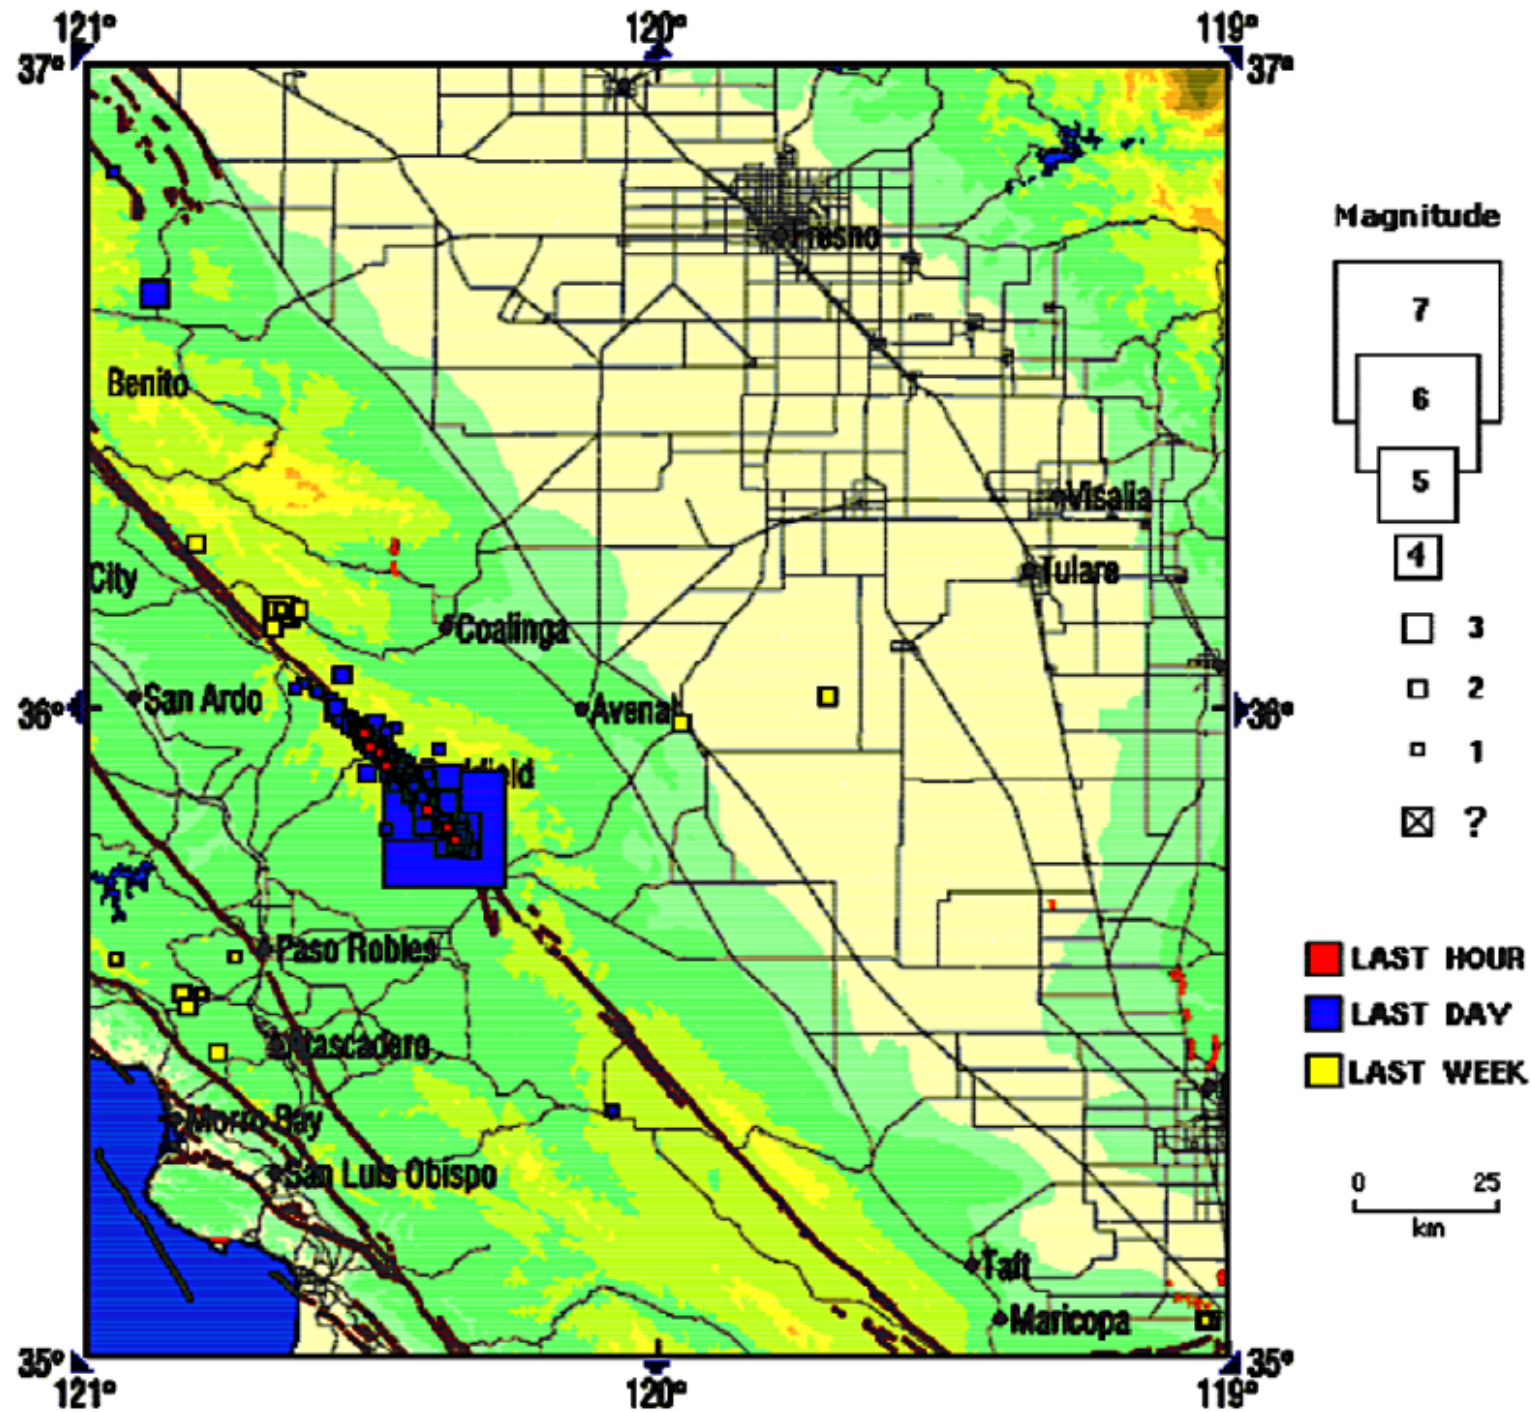 121° 120° 119°
37° 37°
Magnitude
Fresno
7
Benito
6
5
Visalia
4
City
Tulare
Coalinga
3
San Ardo
2
36° Avenal 36°
1
field
?
Paso Robles
LAST HOUR
LAST DAY
Atascadero
LAST WEEK
Morro Bay
San Luis Obispo
0 25
km
Taft
Maricopa
35° 35°
121° 120° 119°